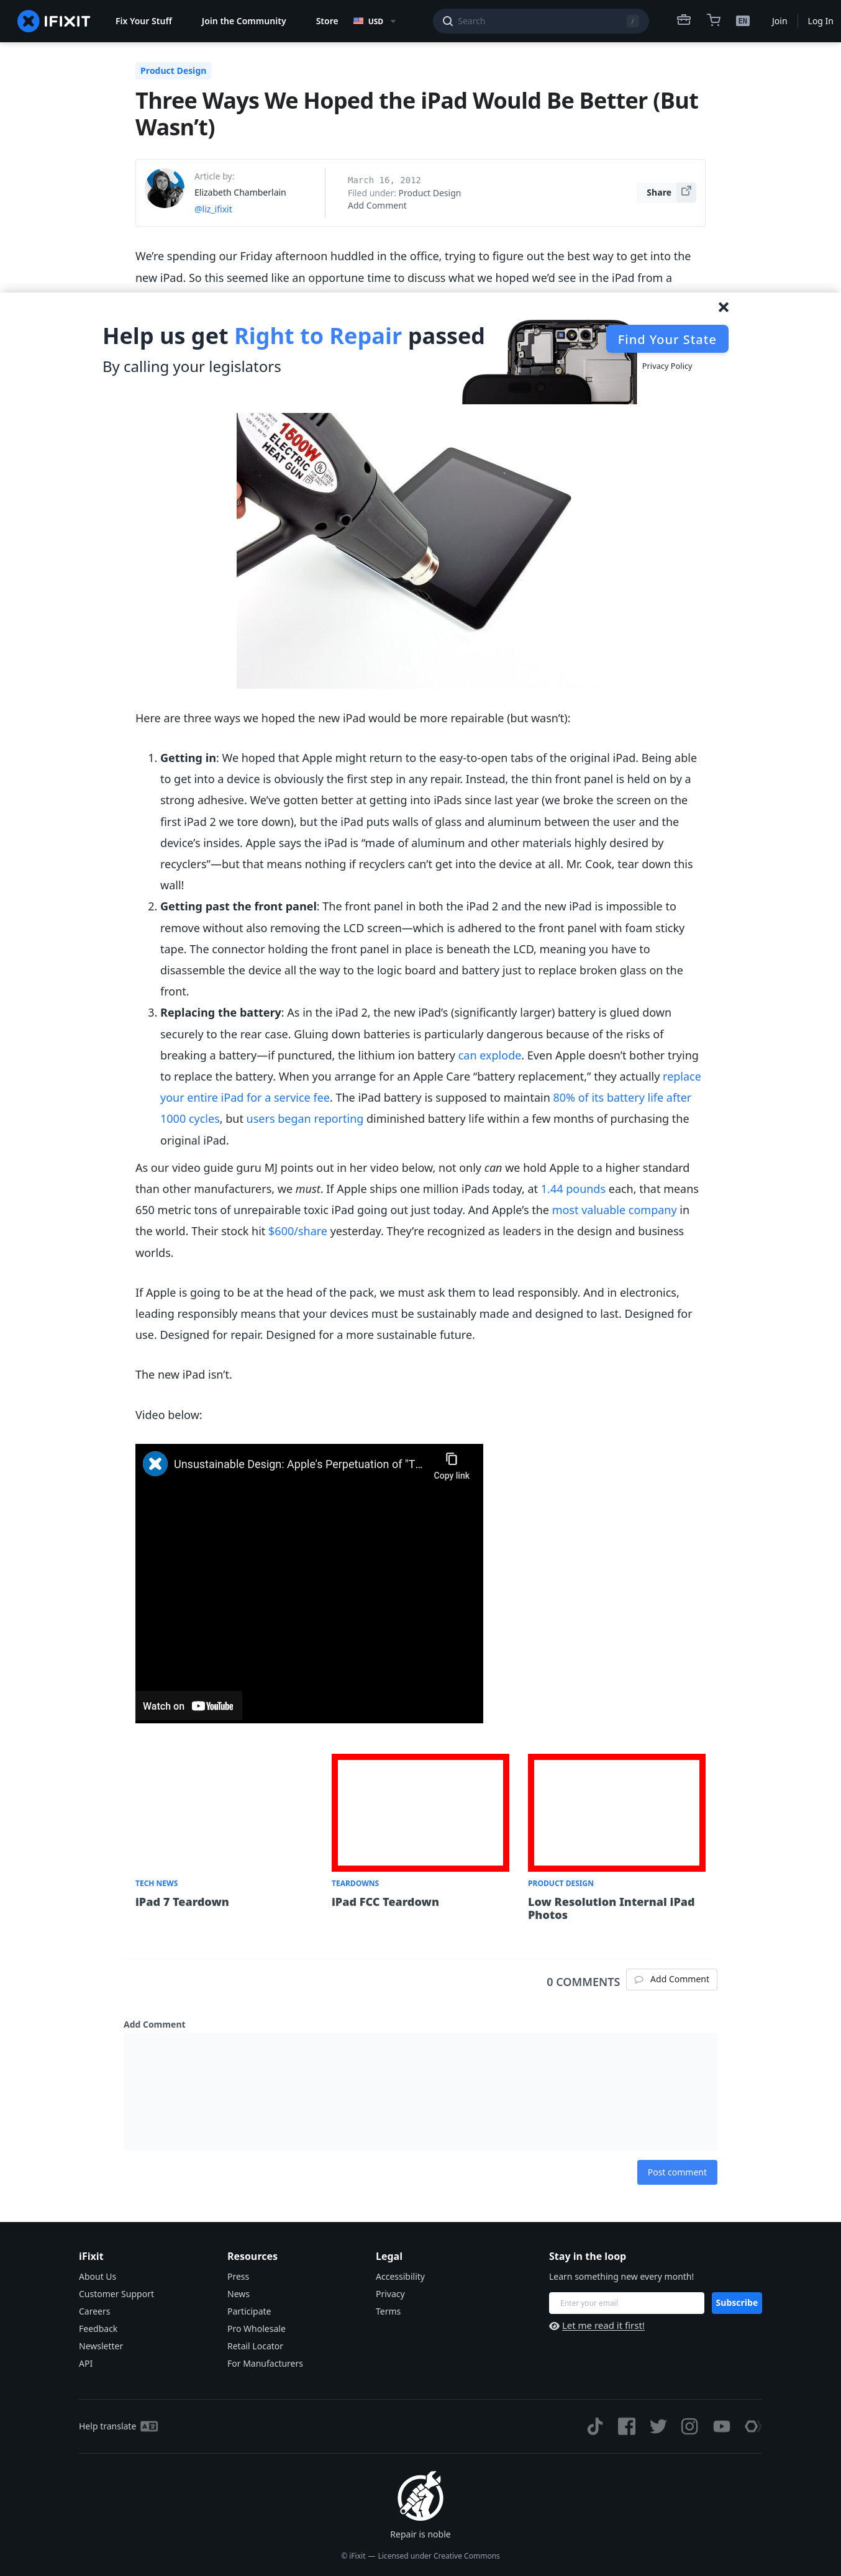 IFIXIT
Fix Your Stuff
Join the Community
Store
USD
Search
/
EN
Join
Log In
Product Design
Three Ways We Hoped the iPad Would Be Better (But
Wasn’t)
Article by:
Elizabeth Chamberlain
@liz_ifixit
March 16, 2012
Filed under: Product Design
Add Comment
Share
We’re spending our Friday afternoon huddled in the office, trying to figure out the best way to get into the
new iPad. So this seemed like an opportune time to discuss what we hoped we’d see in the iPad from a
Help us get Right to Repair passed
By calling your legislators
Find Your State
Privacy Policy
1500W
ELECTRIC
HEAT GUN
Here are three ways we hoped the new iPad would be more repairable (but wasn’t):
1. Getting in: We hoped that Apple might return to the easy-to-open tabs of the original iPad. Being able
to get into a device is obviously the first step in any repair. Instead, the thin front panel is held on by a
strong adhesive. We’ve gotten better at getting into iPads since last year (we broke the screen on the
first iPad 2 we tore down), but the iPad puts walls of glass and aluminum between the user and the
device’s insides. Apple says the iPad is “made of aluminum and other materials highly desired by
recyclers”—but that means nothing if recyclers can’t get into the device at all. Mr. Cook, tear down this
wall!
2. Getting past the front panel: The front panel in both the iPad 2 and the new iPad is impossible to
remove without also removing the LCD screen—which is adhered to the front panel with foam sticky
tape. The connector holding the front panel in place is beneath the LCD, meaning you have to
disassemble the device all the way to the logic board and battery just to replace broken glass on the
front.
3. Replacing the battery: As in the iPad 2, the new iPad’s (significantly larger) battery is glued down
securely to the rear case. Gluing down batteries is particularly dangerous because of the risks of
breaking a battery—if punctured, the lithium ion battery can explode. Even Apple doesn’t bother trying
to replace the battery. When you arrange for an Apple Care “battery replacement,” they actually replace
your entire iPad for a service fee. The iPad battery is supposed to maintain 80% of its battery life after
1000 cycles, but users began reporting diminished battery life within a few months of purchasing the
original iPad.
As our video guide guru MJ points out in her video below, not only can we hold Apple to a higher standard
than other manufacturers, we must. If Apple ships one million iPads today, at 1.44 pounds each, that means
650 metric tons of unrepairable toxic iPad going out just today. And Apple’s the most valuable company in
the world. Their stock hit $600/share yesterday. They’re recognized as leaders in the design and business
worlds.
If Apple is going to be at the head of the pack, we must ask them to lead responsibly. And in electronics,
leading responsibly means that your devices must be sustainably made and designed to last. Designed for
use. Designed for repair. Designed for a more sustainable future.
The new iPad isn’t.
Video below:
Unsustainable Design: Apple's Perpetuation of "T...
Copy link
Watch on YouTube
TECH NEWS
iPad 7 Teardown
TEARDOWNS
iPad FCC Teardown
PRODUCT DESIGN
Low Resolution Internal iPad
Photos
0 COMMENTS
Add Comment
Add Comment
Post comment
iFixit
About Us
Customer Support
Careers
Feedback
Newsletter
API
Resources
Press
News
Participate
Pro Wholesale
Retail Locator
For Manufacturers
Legal
Accessibility
Privacy
Terms
Stay in the loop
Learn something new every month!
Enter your email
Subscribe
Let me read it first!
Help translate
Repair is noble
© iFixit — Licensed under Creative Commons